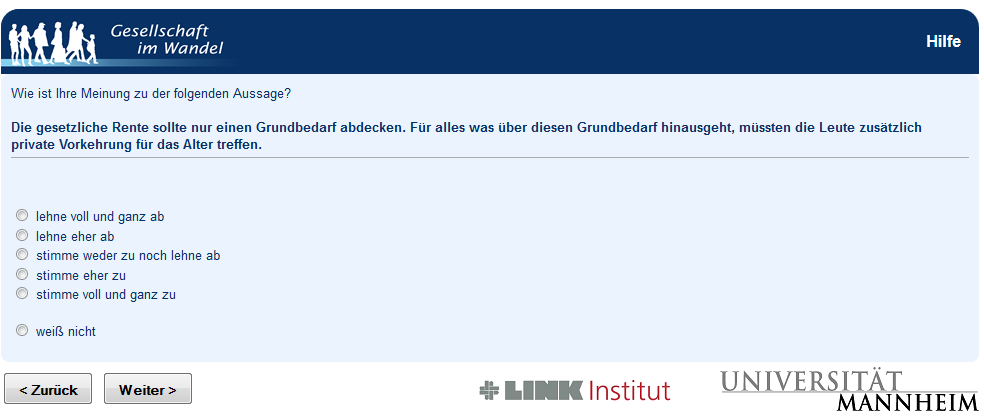 Gesellschaft
im Wandel
Hilfe
Wie ist Ihre Meinung zu der folgenden Aussage?
Die gesetzliche Rente sollte nur einen Grundbedarf abdecken. Für alles was über diesen Grundbedarf hinausgeht, müssten die Leute zusätzlich
private Vorkehrung für das Alter treffen.
lehne voll und ganz ab
lehne eher ab
stimme weder zu noch lehne ab
stimme eher zu
stimme voll und ganz zu
weiß nicht
< Zurück
Weiter >
LINK Institut
UNIVERSITÄT
MANNHEIM